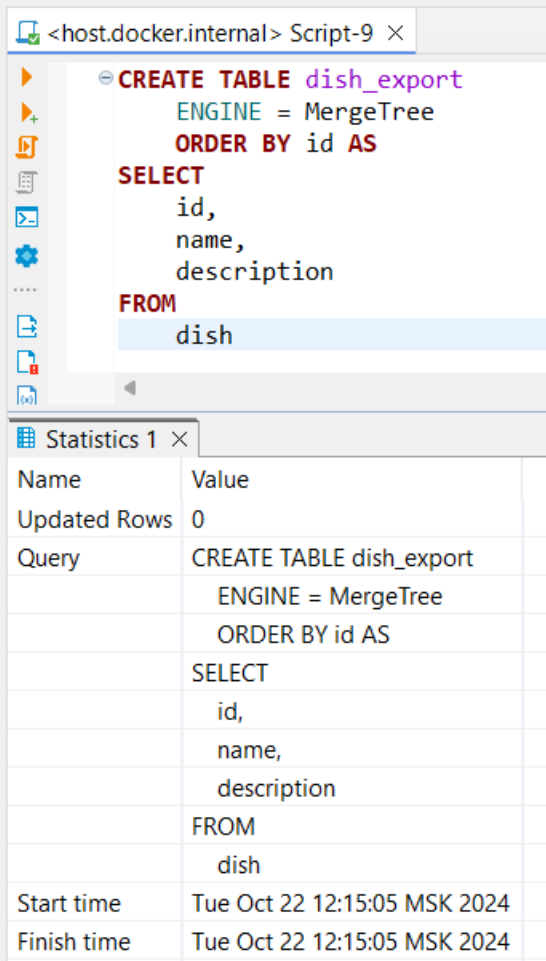 <host.docker.internal> Script-9
CREATE TABLE dish_export
ENGINE = MergeTree
ORDER BY id AS
SELECT
id,
name,
description
FROM
dish
Statistics 1
Name Value
Updated Rows 0
Query CREATE TABLE dish_export
ENGINE = MergeTree
ORDER BY id AS
SELECT
id,
name,
description
FROM
dish
Start time Tue Oct 22 12:15:05 MSK 2024
Finish time Tue Oct 22 12:15:05 MSK 2024